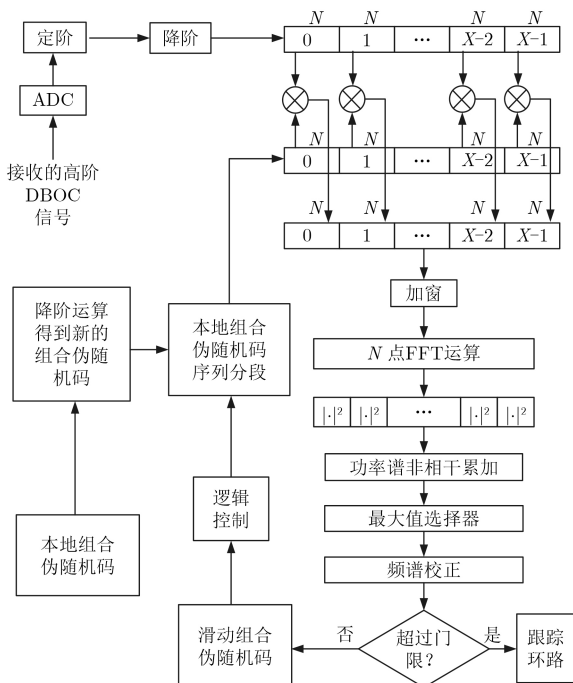 N N N N
定阶 降阶 0 1 ··· X−2 X−1
ADC
接收的高阶
DBOC
信号
N N N N
0 1 ··· X−2 X−1
N N N N
0 1 ··· X−2 X−1
加窗
降阶运算
得到新的
组合伪随
机码
本地组合
伪随机码
序列分段
N 点FFT运算
|·|² |·|² ··· |·|² |·|²
功率谱非相干累加
逻辑
控制
最大值选择器
本地组合
伪随机码
频谱校正
滑动组合
伪随机码
否
超过门
限?
是
跟踪
环路